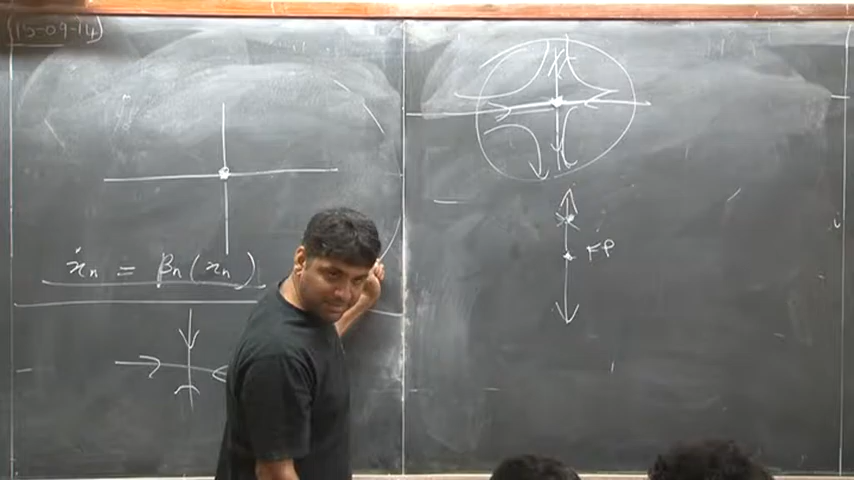 15-09-14
ẋn = βn(xn)
FP